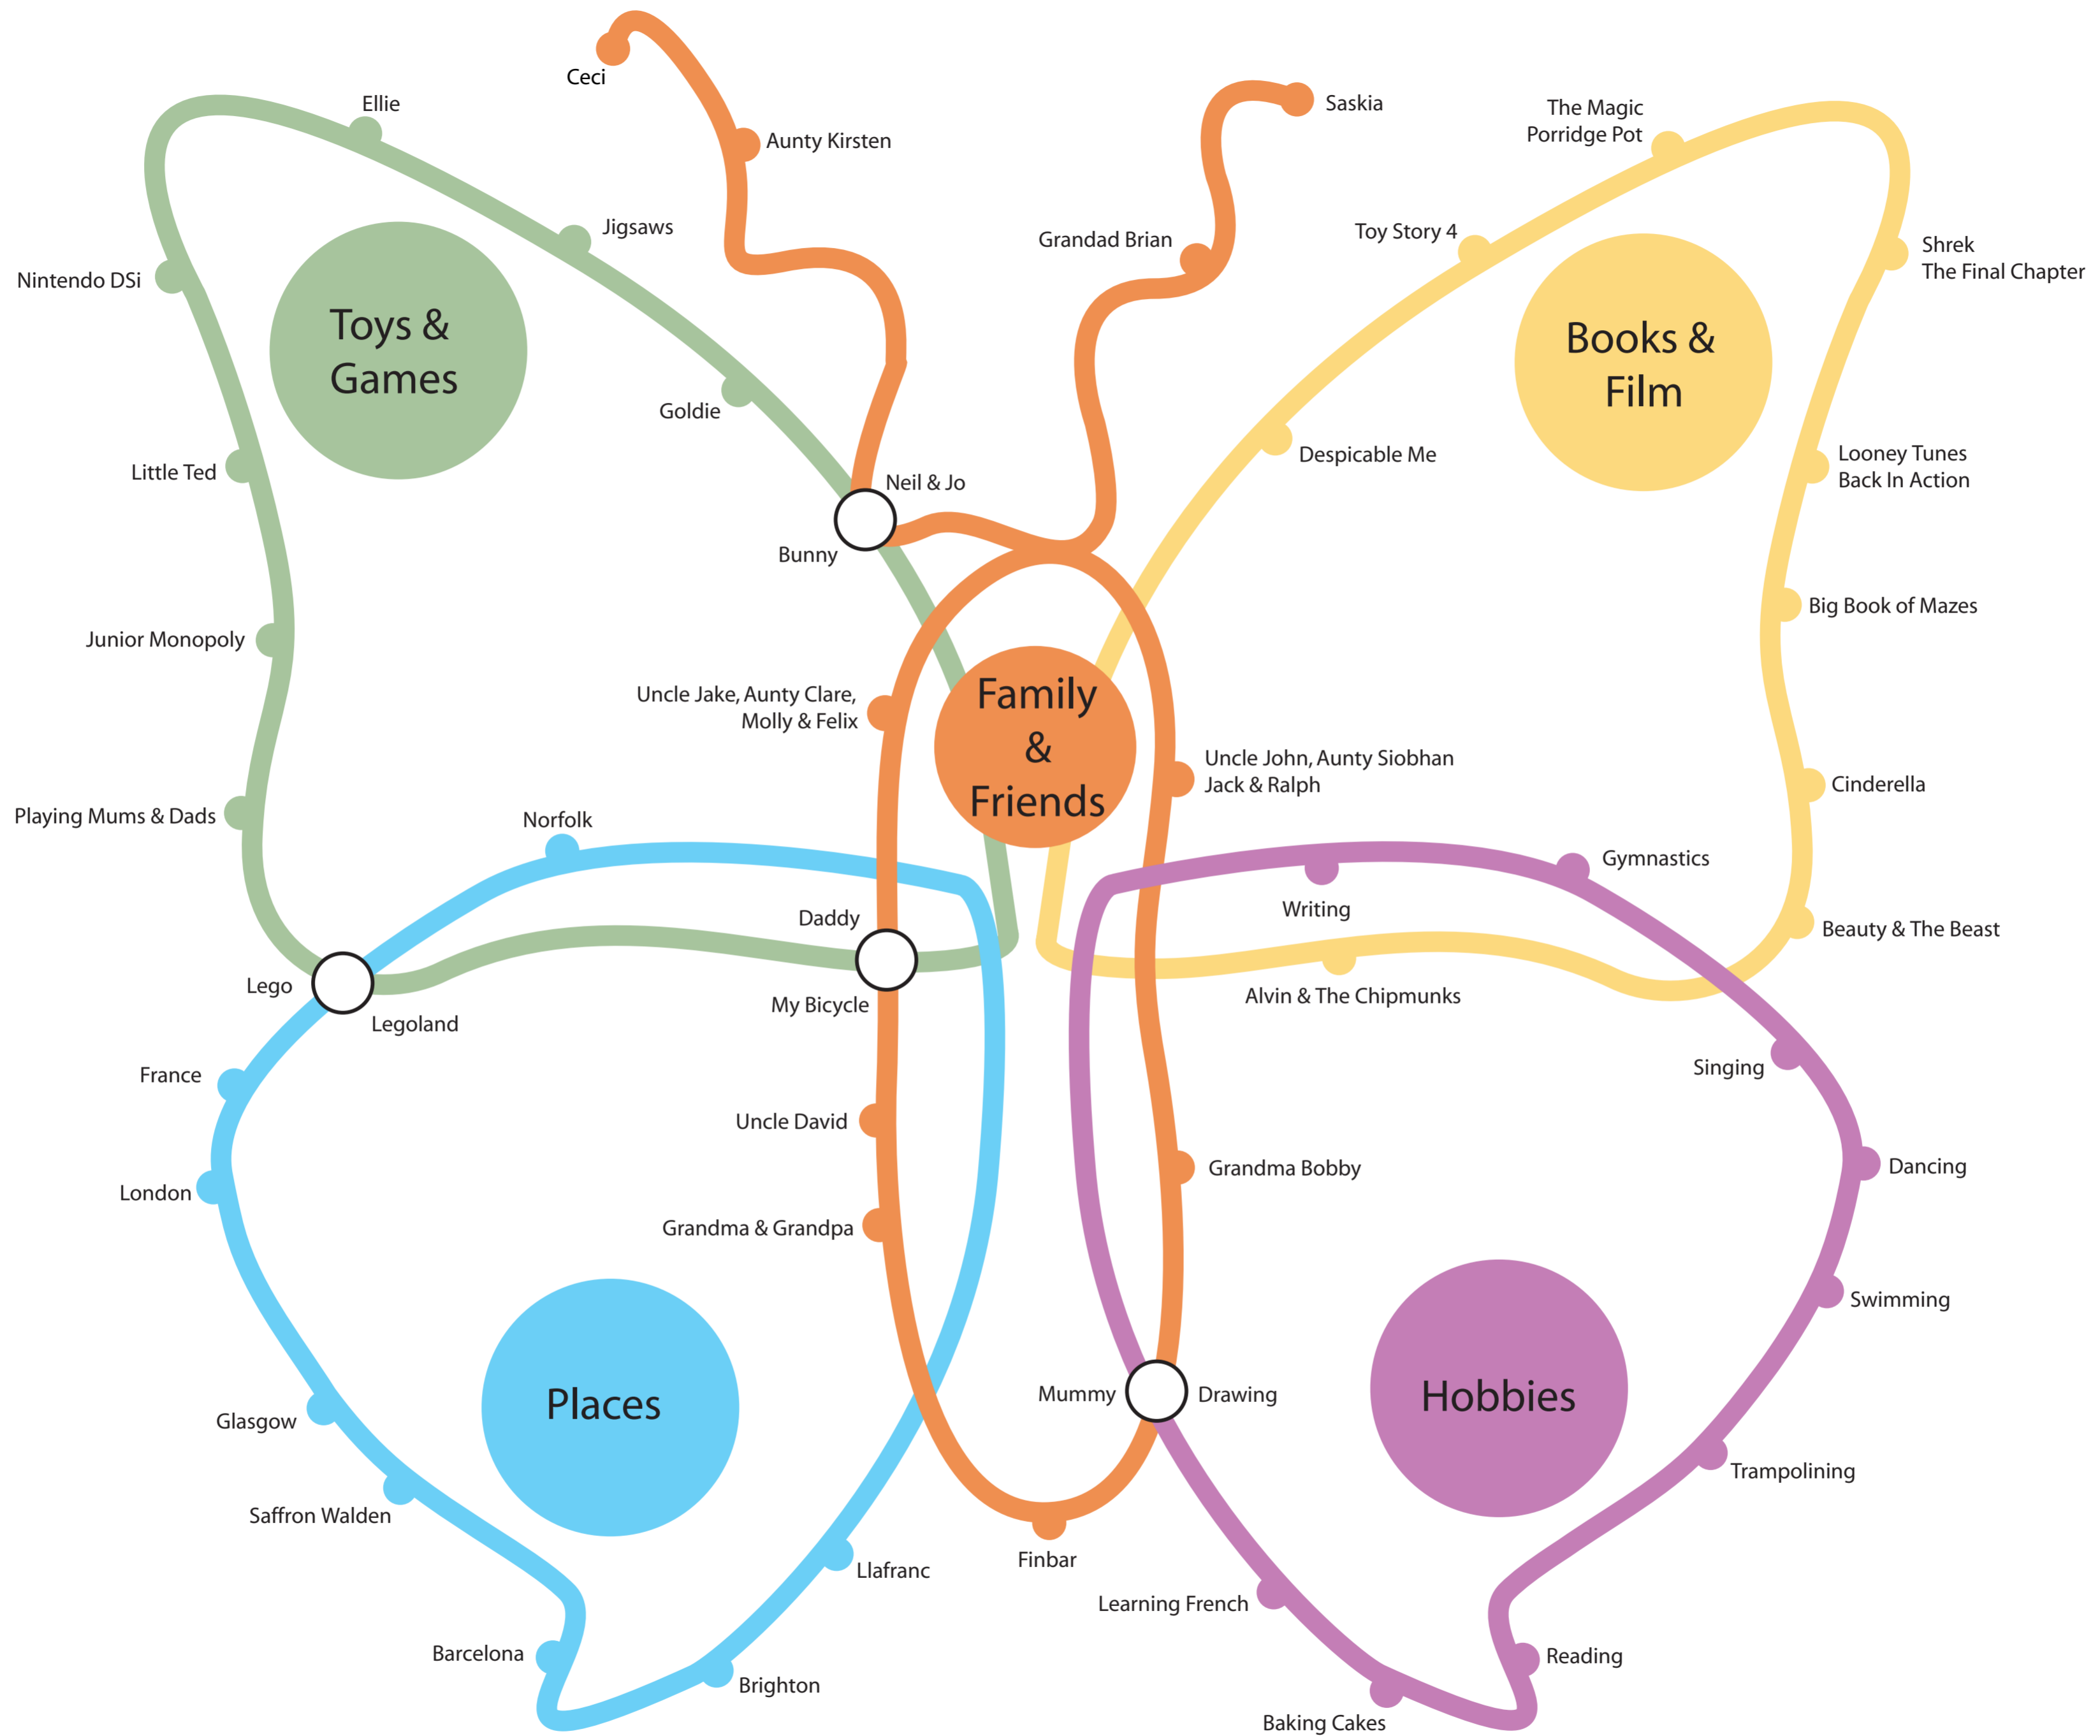 Ceci
Aunty Kirsten
Saskia
Grandad Brian
Ellie
Jigsaws
Nintendo DSi
Toys &
Games
Goldie
Little Ted
Neil & Jo
Bunny
Junior Monopoly
Playing Mums & Dads
The Magic
Porridge Pot
Toy Story 4
Shrek
The Final Chapter
Books &
Film
Despicable Me
Looney Tunes
Back In Action
Big Book of Mazes
Cinderella
Beauty & The Beast
Alvin & The Chipmunks
Uncle Jake, Aunty Clare,
Molly & Felix
Family
&
Friends
Uncle John, Aunty Siobhan
Jack & Ralph
Norfolk
Daddy
My Bicycle
Lego
Legoland
France
Uncle David
London
Grandma & Grandpa
Grandma Bobby
Writing
Gymnastics
Singing
Dancing
Swimming
Places
Mummy
Drawing
Hobbies
Glasgow
Saffron Walden
Trampolining
Finbar
Llafranc
Learning French
Barcelona
Brighton
Reading
Baking Cakes